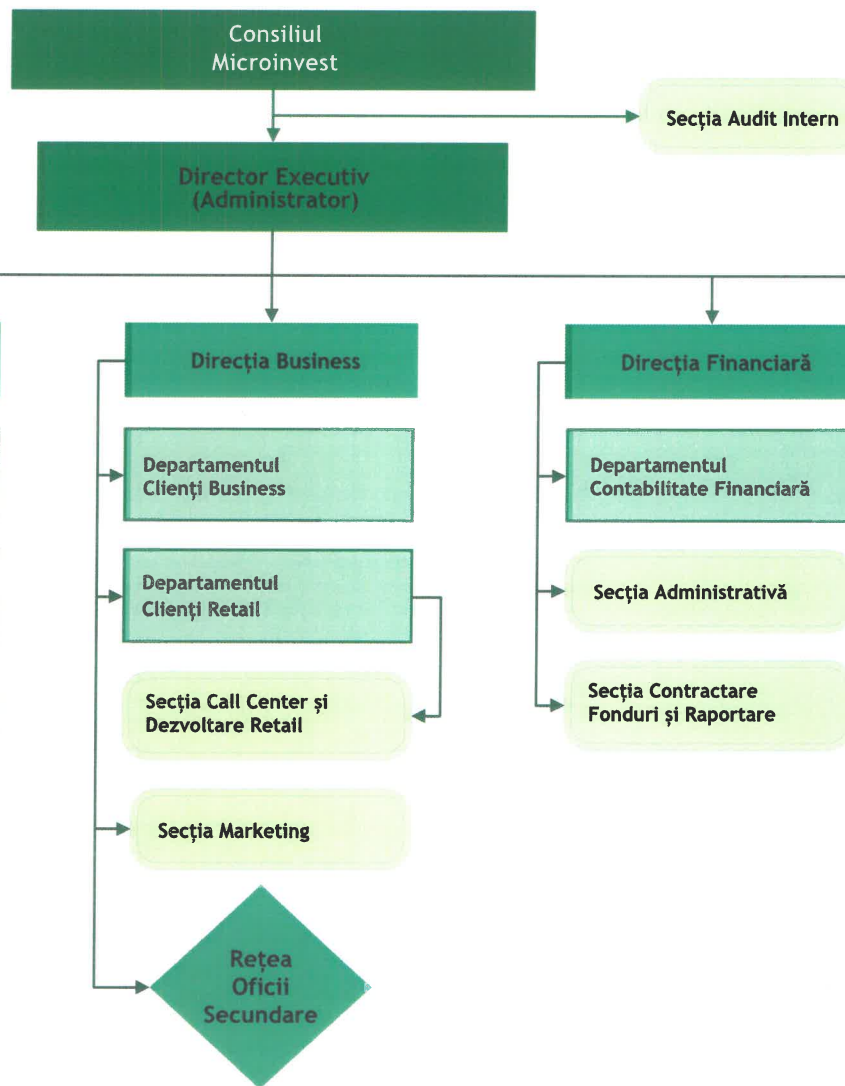 Consiliul
Microinvest
Secția Audit Intern
Director Executiv
(Administrator)
Direcția Business
Direcția Financiară
Departamentul
Clienți Business
Departamentul
Contabilitate Financiară
Departamentul
Clienți Retail
Secția Administrativă
Secția Call Center și
Dezvoltare Retail
Secția Contractare
Fonduri și Raportare
Secția Marketing
Rețea
Oficii
Secundare